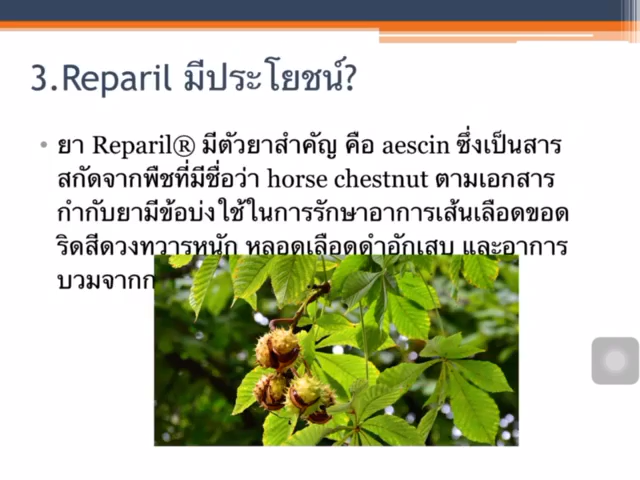 3.Reparil มีประโยชน์?
• ยา Reparil® มีตัวยาสำคัญ คือ aescin ซึ่งเป็นสาร
สกัดจากพืชที่มีชื่อว่า horse chestnut ตามเอกสาร
กำกับยามีข้อบ่งใช้ในการรักษาอาการเส้นเลือดขอด
ริดสีดวงทวารหนัก หลอดเลือดดำอักเสบ และอาการ
บวมจาก